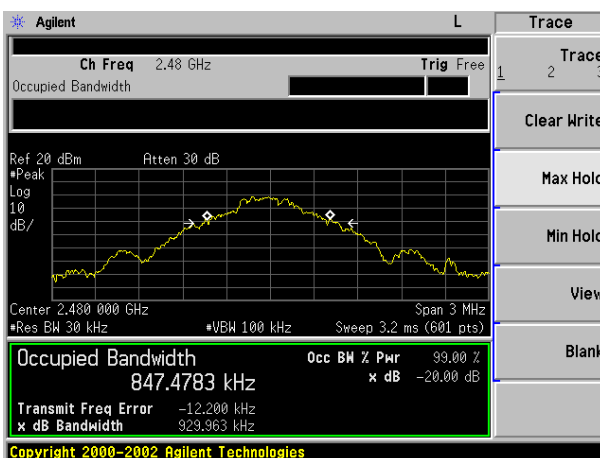 Agilent L Trace
Ch Freq 2.48 GHz Trig Free
Occupied Bandwidth
Trace
1 2 3
Clear Write
Max Hold
Min Hold
View
Blank
Ref 20 dBm Atten 30 dB
#Peak
Log
10
dB/
Center 2.480 000 GHz Span 3 MHz
#Res BW 30 kHz #VBW 100 kHz Sweep 3.2 ms (601 pts)
Occupied Bandwidth Occ BW % Pwr 99.00 %
847.4783 kHz x dB -20.00 dB
Transmit Freq Error -12.200 kHz
x dB Bandwidth 929.963 kHz
Copyright 2000-2002 Agilent Technologies